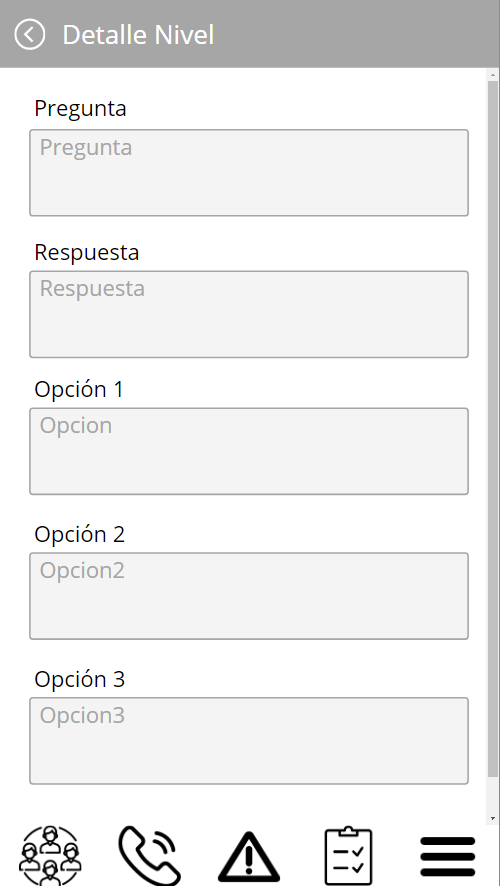 Detalle Nivel
Pregunta
Pregunta
Respuesta
Respuesta
Opción 1
Opcion
Opción 2
Opcion2
Opción 3
Opcion3